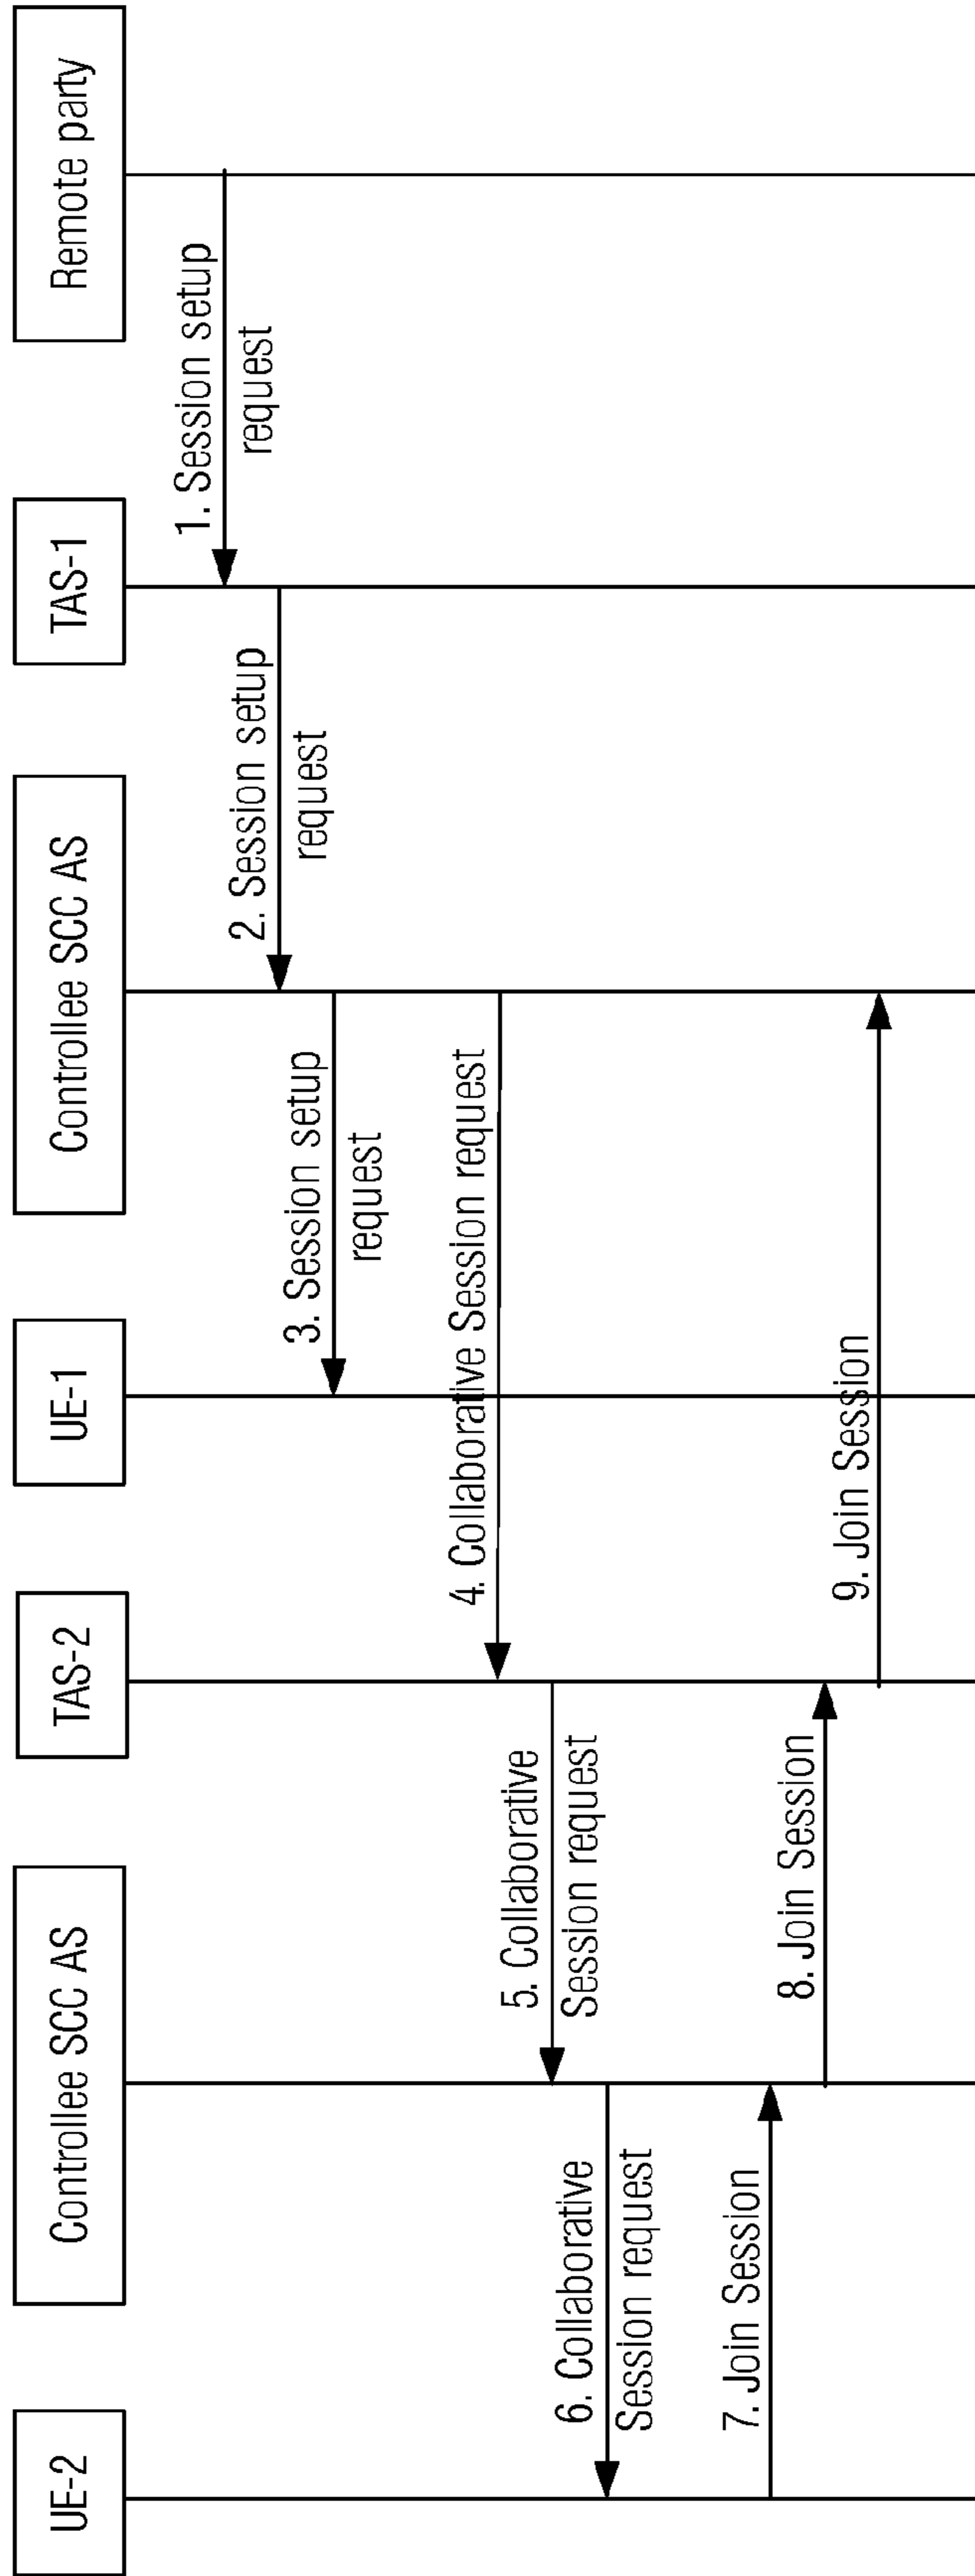 UE-2
Controllee SCC AS
TAS-2
UE-1
Controllee SCC AS
TAS-1
Remote party
1. Session setup
request
2. Session setup
request
3. Session setup
request
4. Collaborative Session request
5. Collaborative
Session request
6. Collaborative
Session request
7. Join Session
8. Join Session
9. Join Session